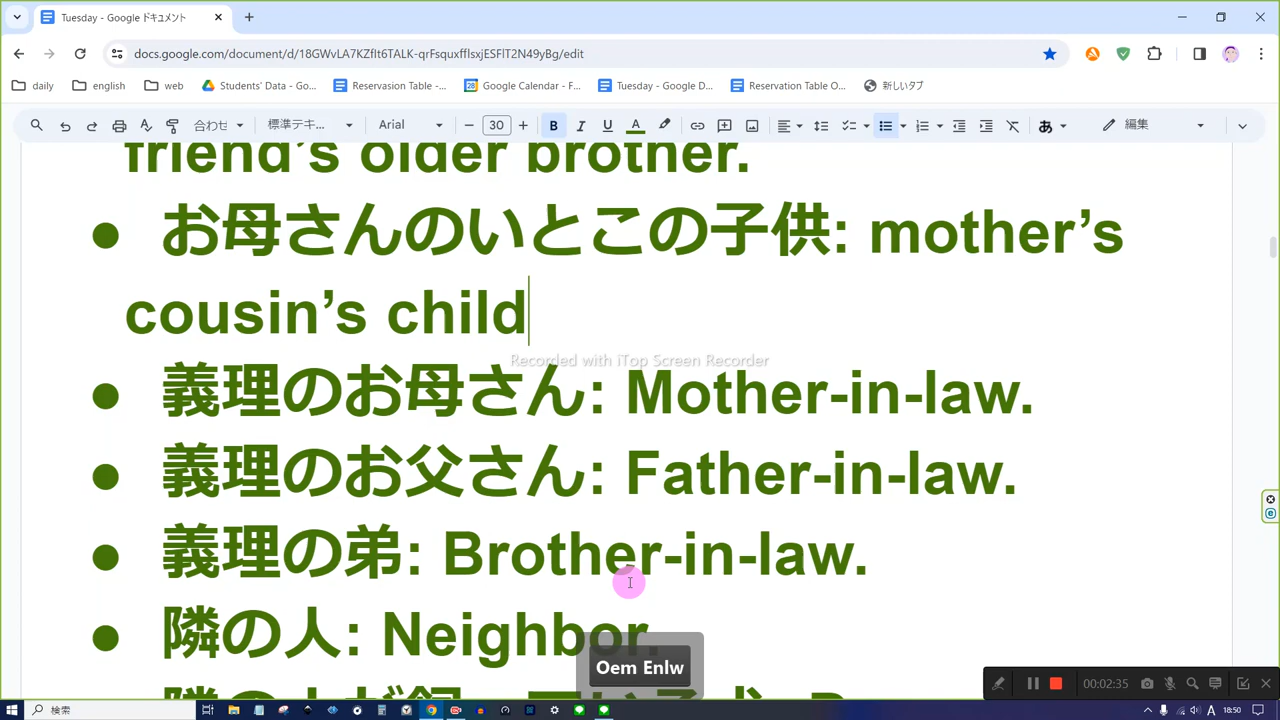 Tuesday - Google ドキュメント
docs.google.com/document/d/18GWvLA7KZfIt6TALK-qrFsquxfflsxjESFlT2N49yBg/edit
daily english web Students' Data - Go... Reservasion Table -... Google Calendar - F... Tuesday - Google D... Reservation Table O... 新しいタブ
合わせ 標準テキ... Arial 30 B I U A あ 編集
friend's older brother.
● お母さんのいとこの子供: mother's
cousin's child
Recorded with iTop Screen Recorder
● 義理のお母さん: Mother-in-law.
● 義理のお父さん: Father-in-law.
● 義理の弟: Brother-in-law.
● 隣の人: Neighbor.
Oem Enlw
00:02:35
検索 A 18:50